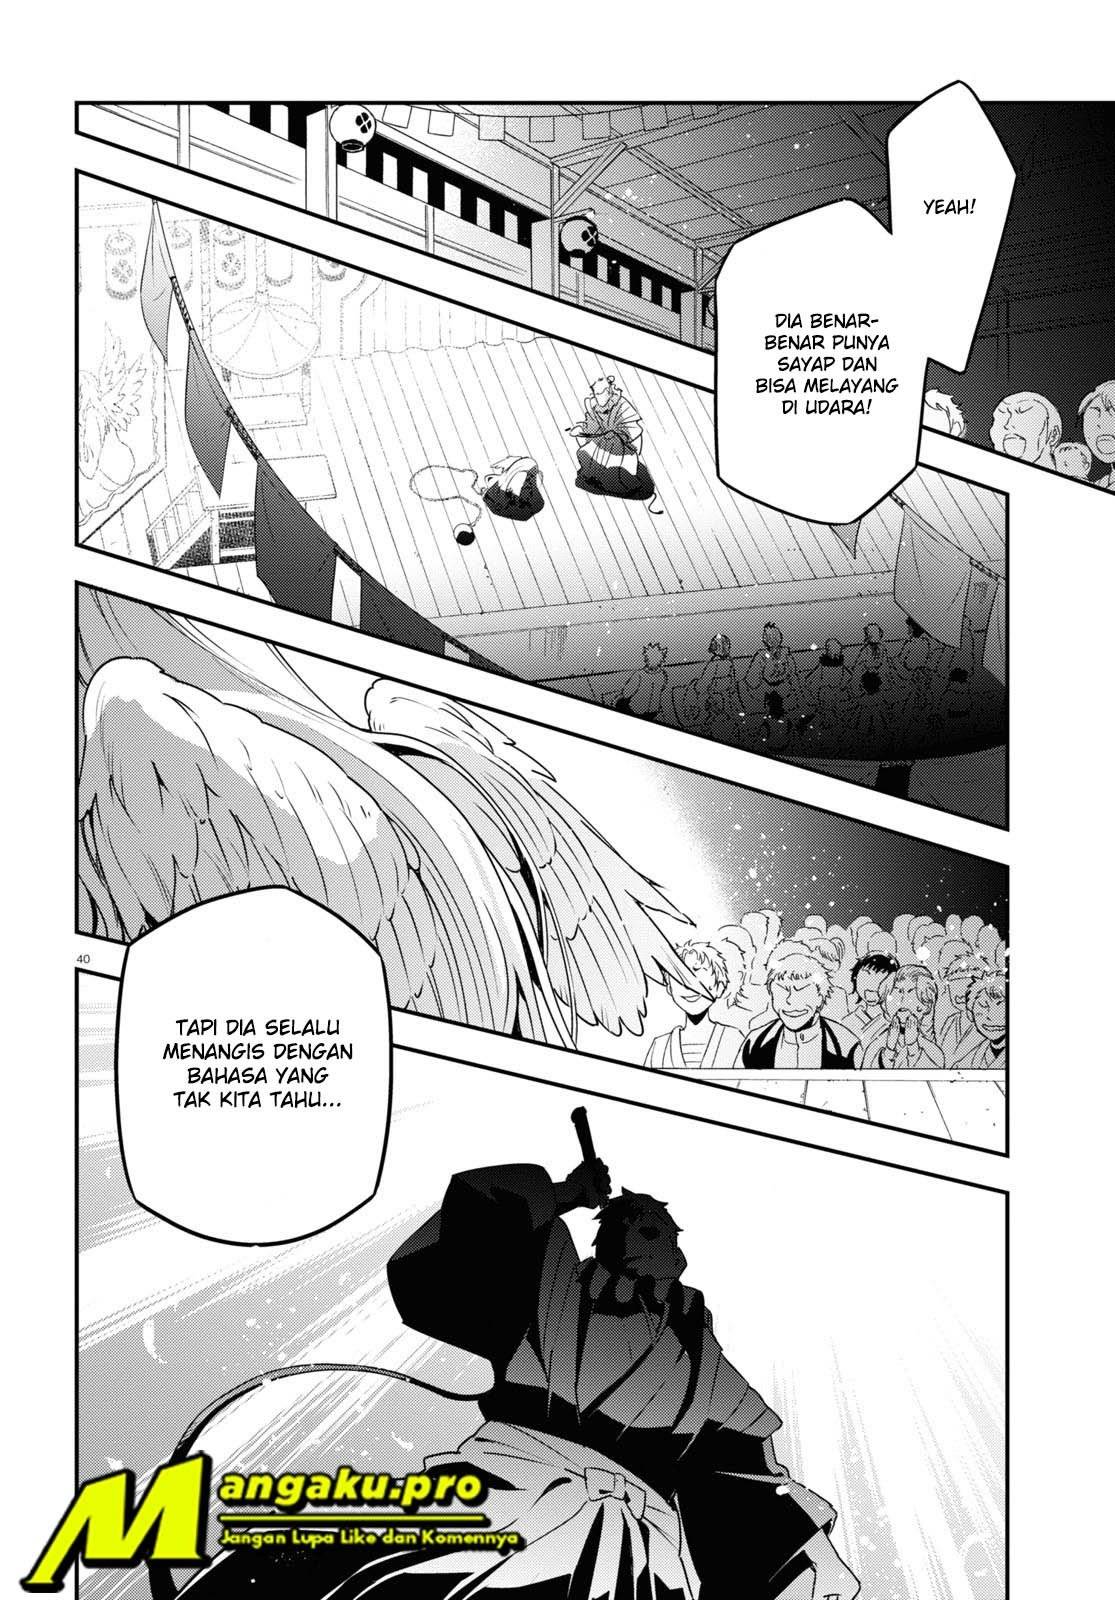 YEAH!
DIA BENAR-
BENAR PUNYA
SAYAP DAN
BISA MELAYANG
DI UDARA!
40
TAPI DIA SELALU
MENANGIS DENGAN
BAHASA YANG
TAK KITA TAHU...
Mangaku.pro
Jangan Lupa Like dan Komennya